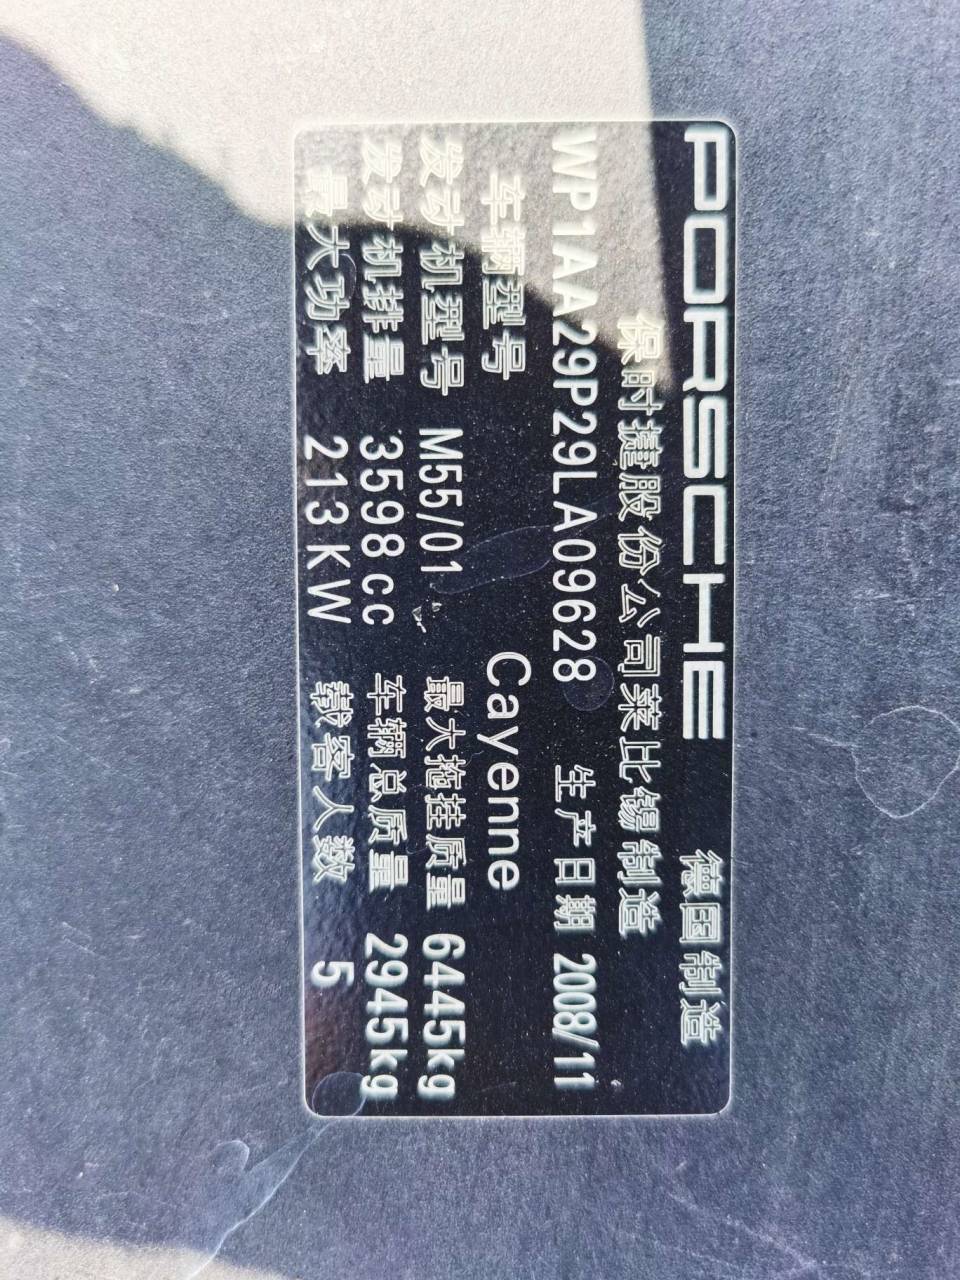 PORSCHE 德国制造
保时捷股份公司莱比锡制造
WP1AA29P29LA09628 生产日期 2008/11
车辆型号 Cayenne
发动机型号 M55/01 最大拖挂质量 6445kg
发动机排量 3598cc 车辆总质量 2945kg
最大功率 213KW 载客人数 5